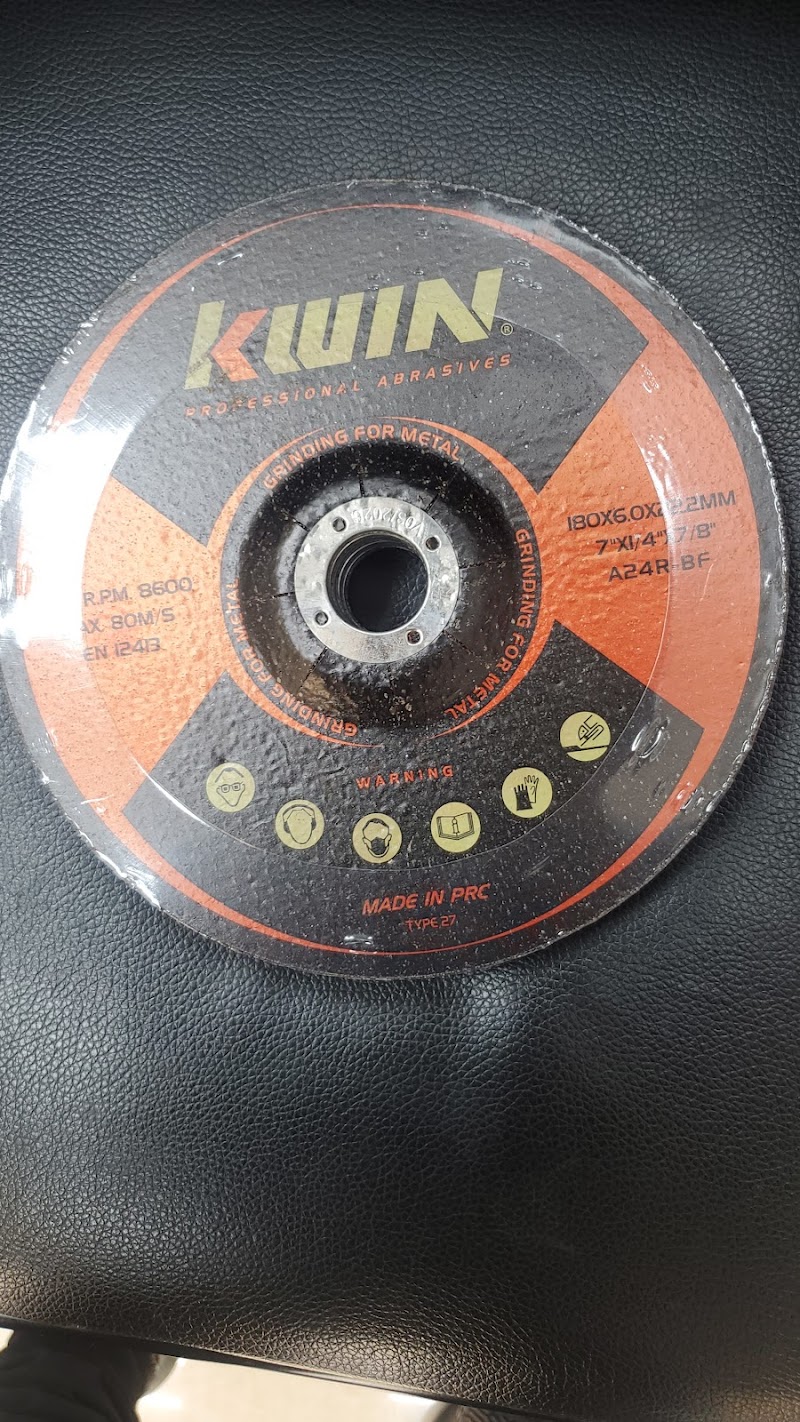 KWIN®
PROFESSIONAL ABRASIVES
GRINDING FOR METAL
GRINDING FOR METAL
GRINDING FOR METAL
180X6.0X22.2MM
7"X1/4"X7/8"
A24R-BF
R.P.M. 8600
AX. 80M/S
EN 12413
WARNING
MADE IN PRC
TYPE 27